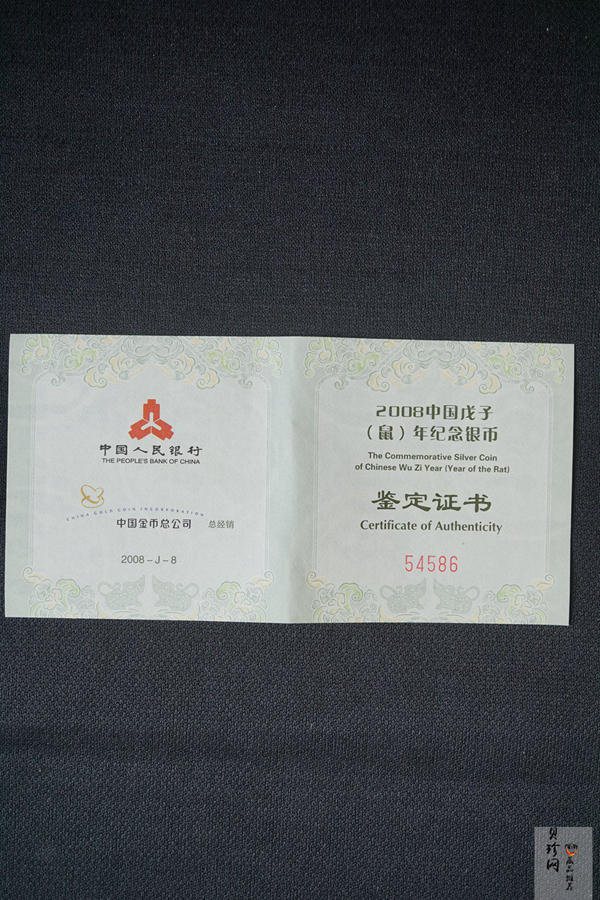 中国人民银行
THE PEOPLE'S BANK OF CHINA
CHINA GOLD COIN INCORPORATION
中国金币总公司 总经销
2008-J-8
2008中国戊子
（鼠）年纪念银币
The Commemorative Silver Coin
of Chinese Wu Zi Year (Year of the Rat)
鉴定证书
Certificate of Authenticity
54586
贝珍网